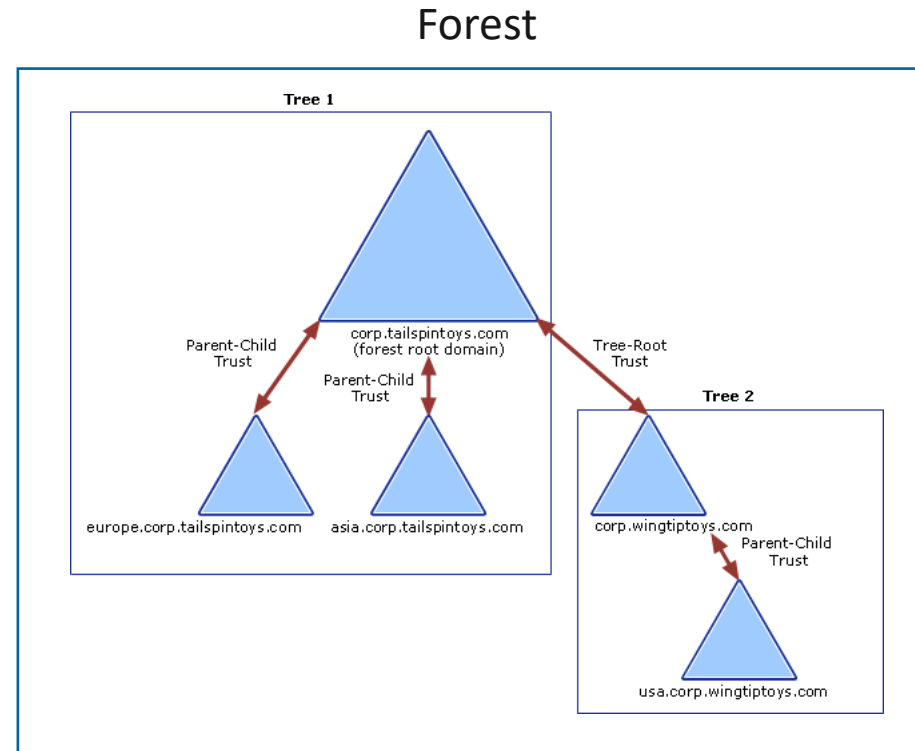 Forest
Tree 1
corp.tailspintoys.com
(forest root domain)
Parent-Child
Trust
Parent-Child
Trust
Tree-Root
Trust
Tree 2
europe.corp.tailspintoys.com
asia.corp.tailspintoys.com
corp.wingtiptoys.com
Parent-Child
Trust
usa.corp.wingtiptoys.com